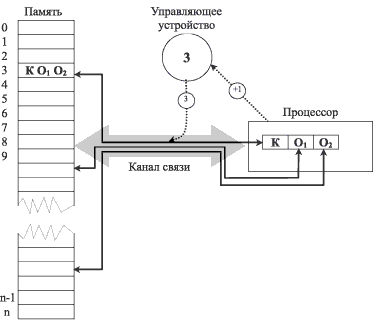 Память
Управляющее
устройство
0
1
2
3
4
5
6
7
8
9
n-1
n
К О₁ О₂
3
3
+1
Процессор
К О₁ О₂
Канал связи